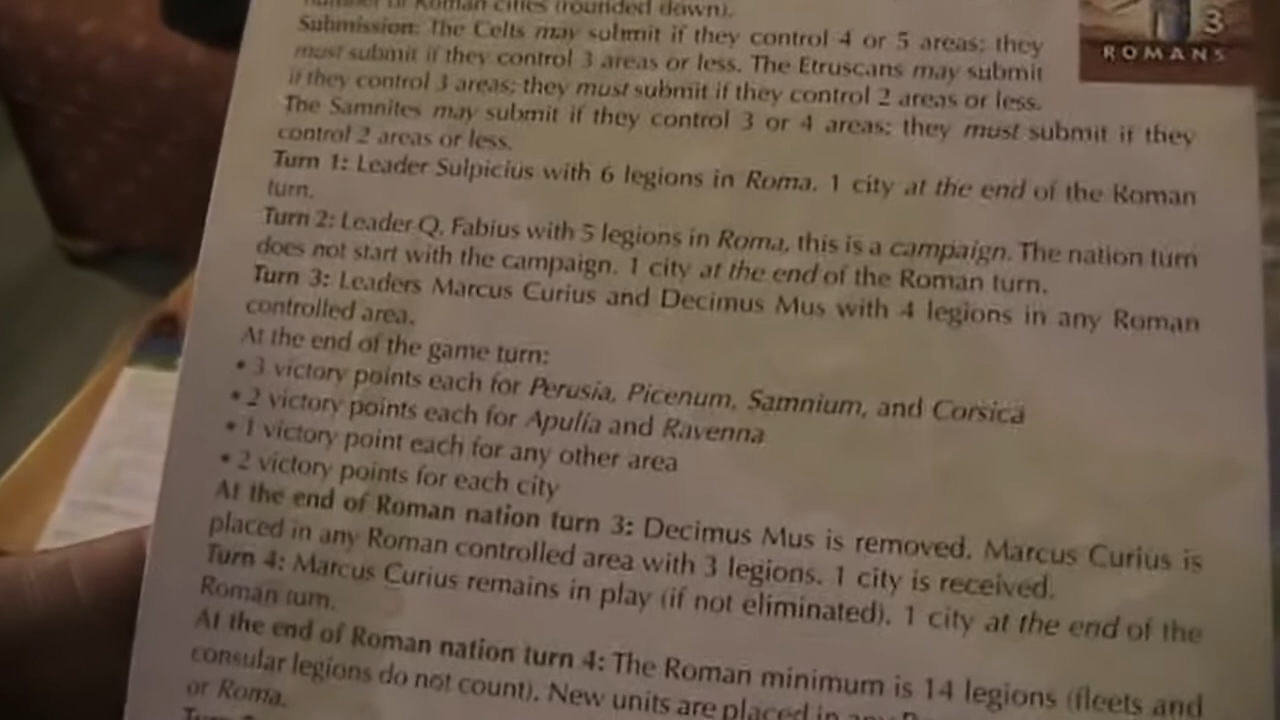 number of Roman cities (rounded down).
3
ROMANS
Submission: The Celts may submit if they control 4 or 5 areas; they
must submit if they control 3 areas or less. The Etruscans may submit
if they control 3 areas; they must submit if they control 2 areas or less.
The Samnites may submit if they control 3 or 4 areas; they must submit if they
control 2 areas or less.
Turn 1: Leader Sulpicius with 6 legions in Roma. 1 city at the end of the Roman
turn.
Turn 2: Leader Q. Fabius with 5 legions in Roma, this is a campaign. The nation turn
does not start with the campaign. 1 city at the end of the Roman turn.
Turn 3: Leaders Marcus Curius and Decimus Mus with 4 legions in any Roman
controlled area.
At the end of the game turn:
• 3 victory points each for Perusia, Picenum, Samnium, and Corsica
• 2 victory points each for Apulia and Ravenna
• 1 victory point each for any other area
• 2 victory points for each city
At the end of Roman nation turn 3: Decimus Mus is removed. Marcus Curius is
placed in any Roman controlled area with 3 legions. 1 city is received.
Turn 4: Marcus Curius remains in play (if not eliminated). 1 city at the end of the
Roman turn.
At the end of Roman nation turn 4: The Roman minimum is 14 legions (fleets and
consular legions do not count). New units are placed in any
or Roma.